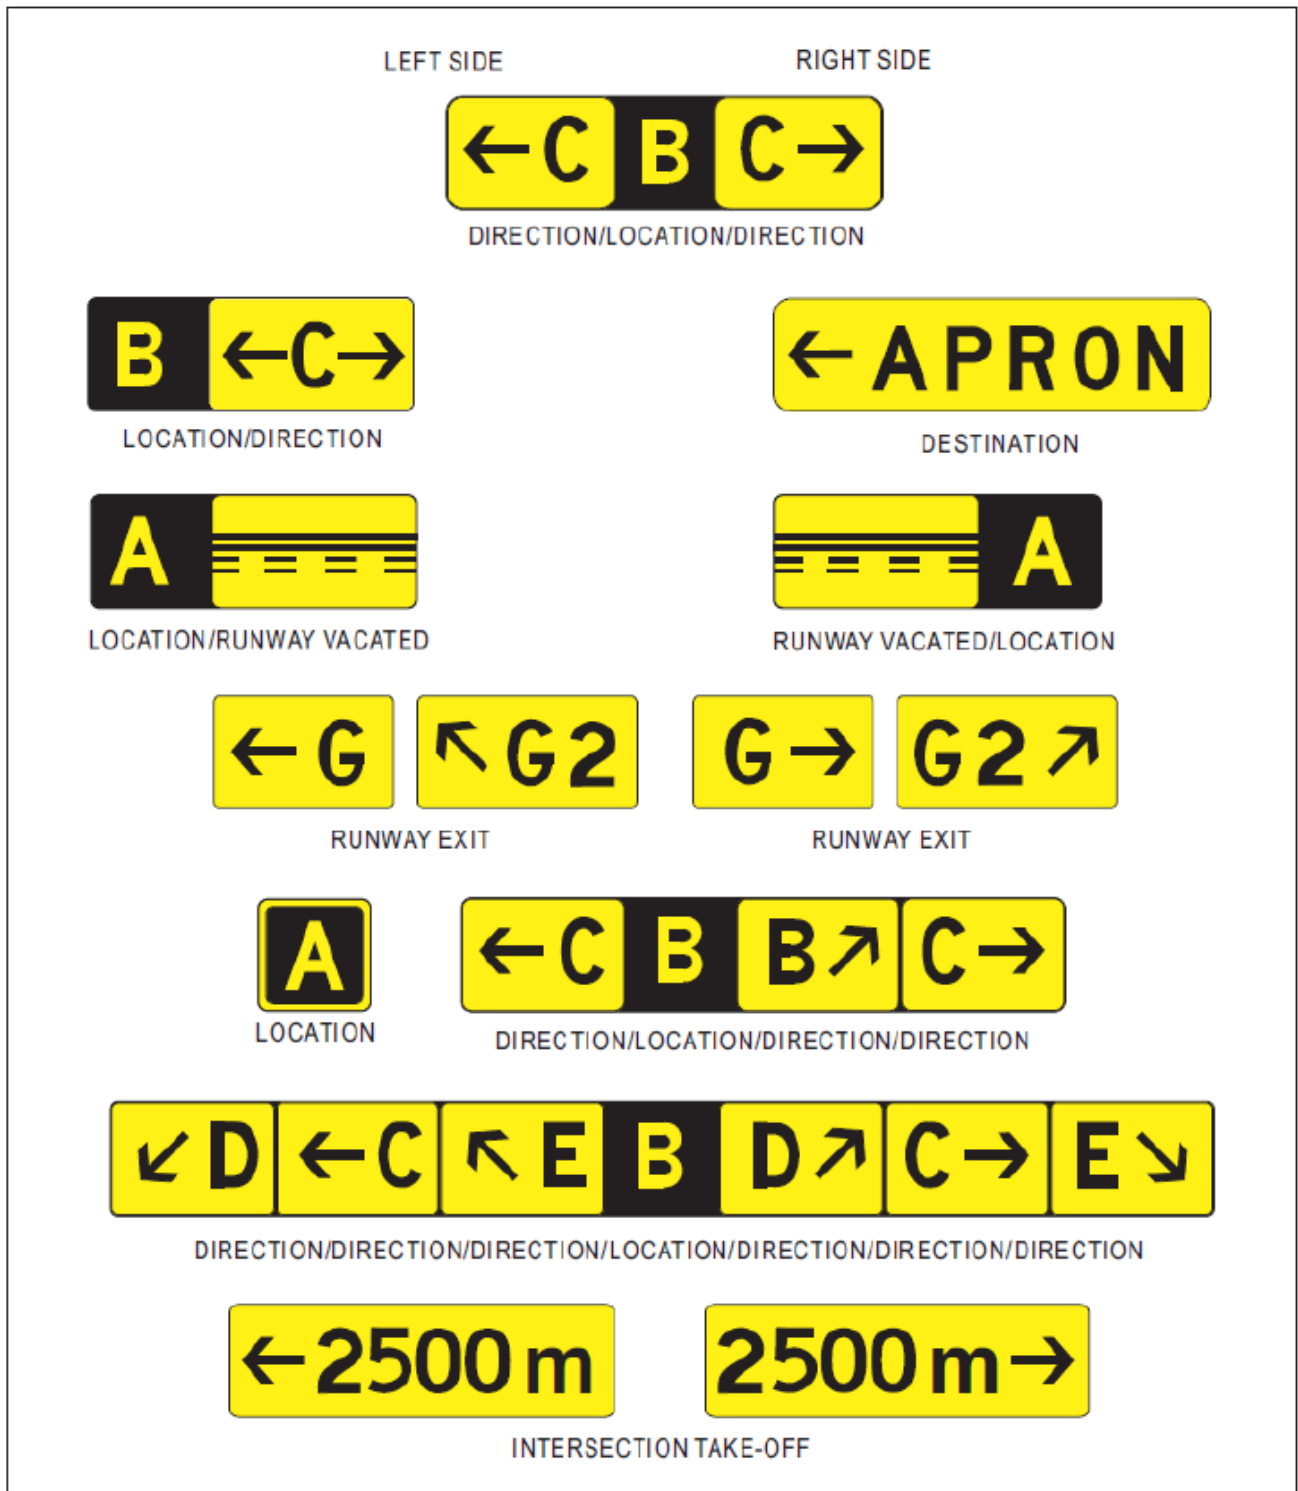 LEFT SIDE RIGHT SIDE
←C B C→
DIRECTION/LOCATION/DIRECTION
B ←C→
← APRON
LOCATION/DIRECTION
DESTINATION
A
A
LOCATION/RUNWAY VACATED
RUNWAY VACATED/LOCATION
←G ↖G2 G→ G2↗
RUNWAY EXIT RUNWAY EXIT
A
←C B B↗ C→
LOCATION
DIRECTION/LOCATION/DIRECTION/DIRECTION
↙D ←C ↖E B D↗ C→ E↘
DIRECTION/DIRECTION/DIRECTION/LOCATION/DIRECTION/DIRECTION/DIRECTION
←2500m 2500m→
INTERSECTION TAKE-OFF